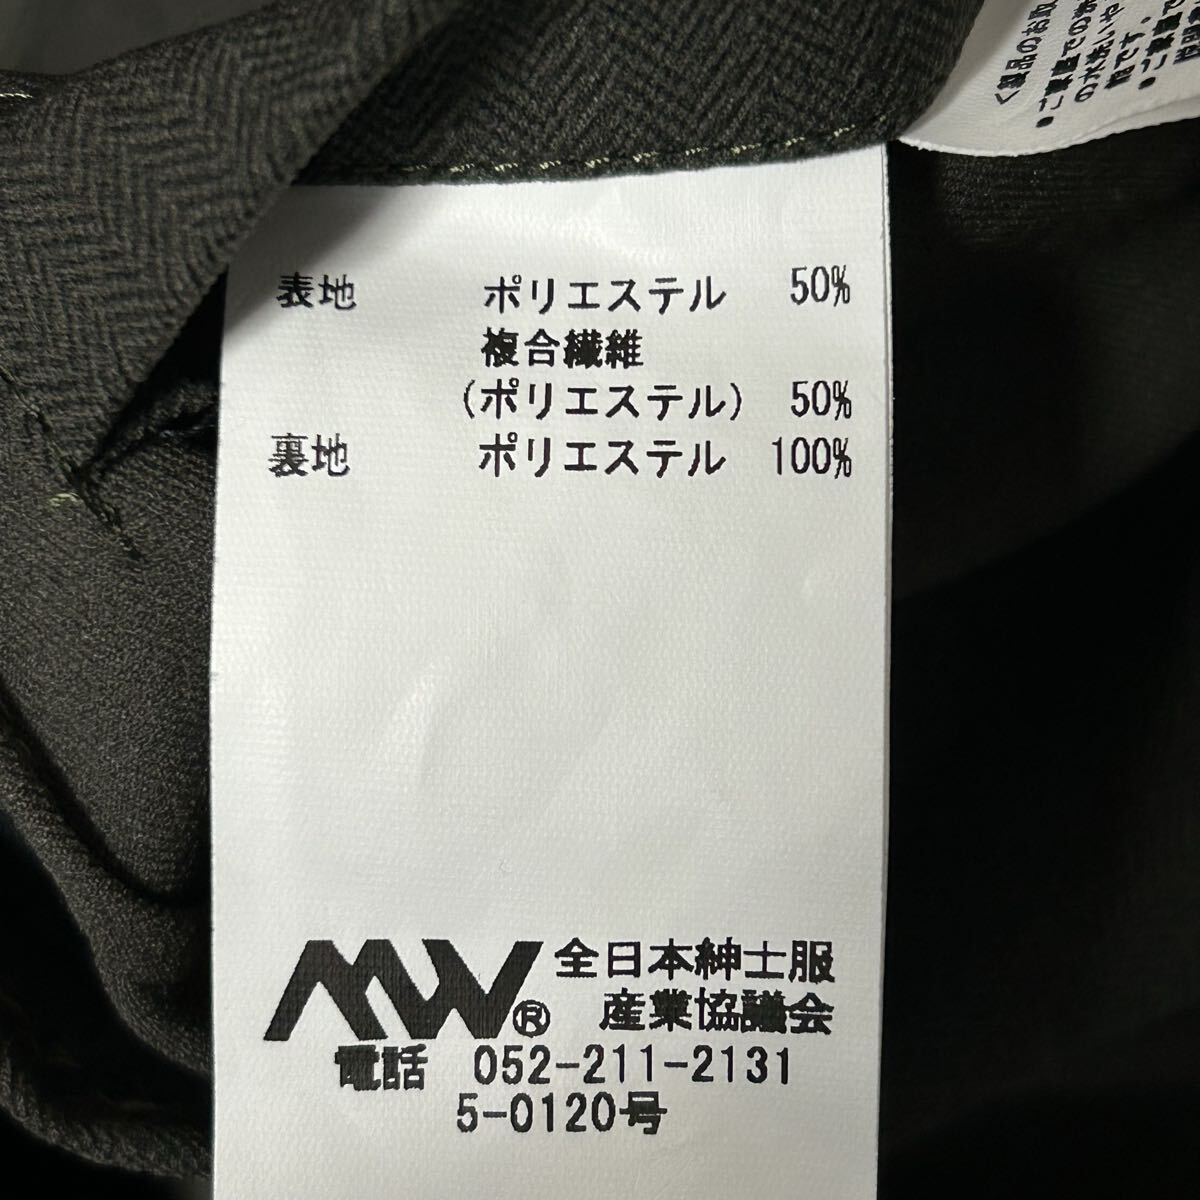 表地 ポリエステル 50%
複合繊維
(ポリエステル) 50%
裏地 ポリエステル 100%
MW® 全日本紳士服
産業協議会
電話 052-211-2131
5-0120号